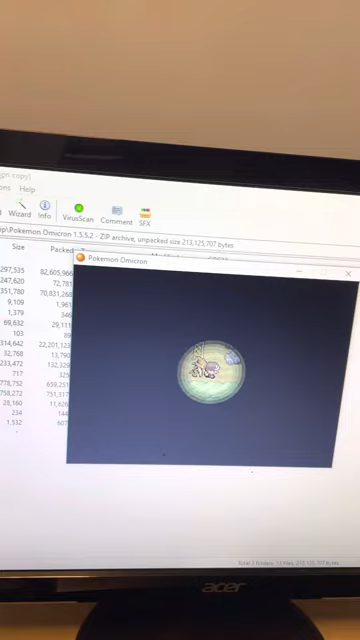 Help
Wizard Info VirusScan Comment SFX
Pokemon Omicron 1.5.5.2 - ZIP archive, unpacked size 213,125,707 bytes
Size Packed
Pokemon Omicron
297,535 82,605,966
247,620 72,781
351,780 70,831,268
9,109 1,961
1,379 346
69,632 29,111
103 89
314,642 22,201,123
32,768 13,790
233,472 132,329
717 325
778,752 659,251
758,272 751,317
28,160 11,626
234 144
1,532 607
acer